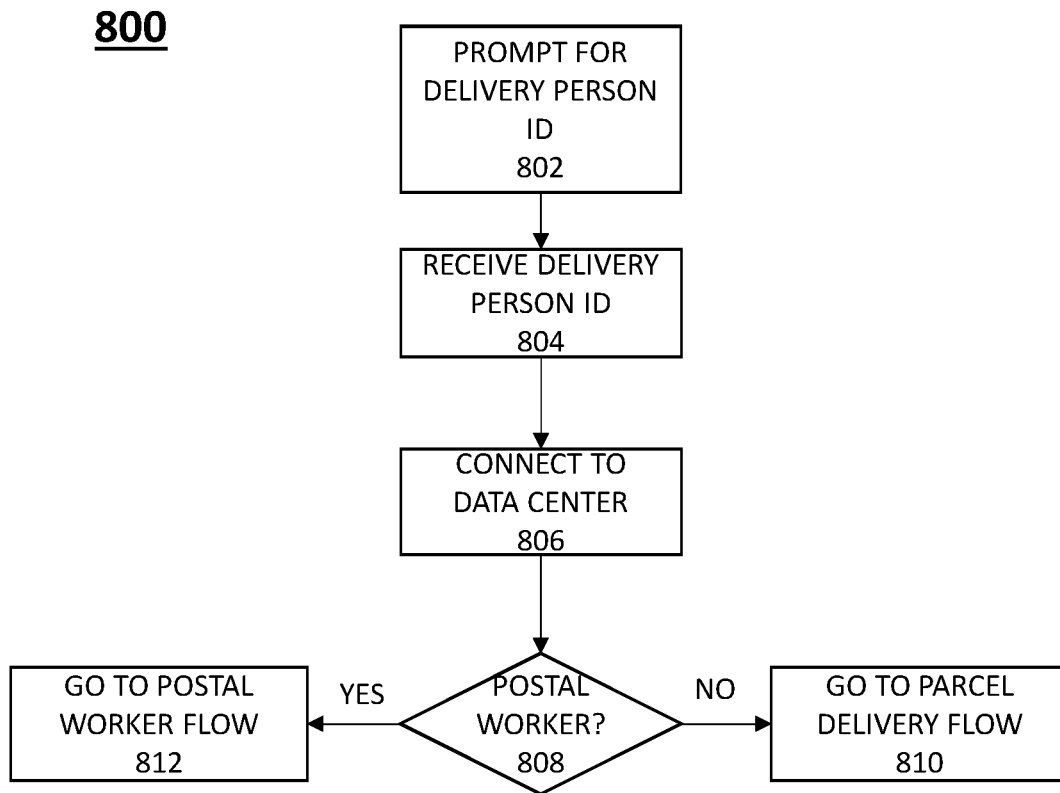 800
PROMPT FOR
DELIVERY PERSON
ID
802
RECEIVE DELIVERY
PERSON ID
804
CONNECT TO
DATA CENTER
806
POSTAL
WORKER?
808
YES
NO
GO TO POSTAL
WORKER FLOW
812
GO TO PARCEL
DELIVERY FLOW
810